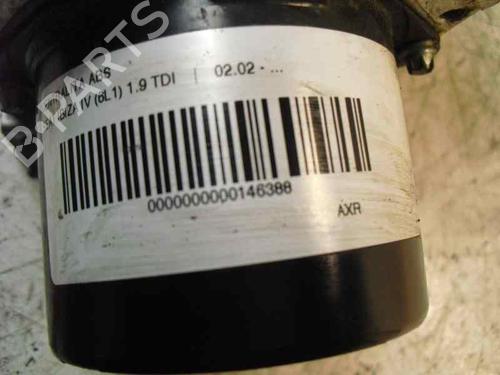 ABS
IV (6L1) 1.9 TDI | 02.02 - ...
0000000000146388
AXR
B-PARTS